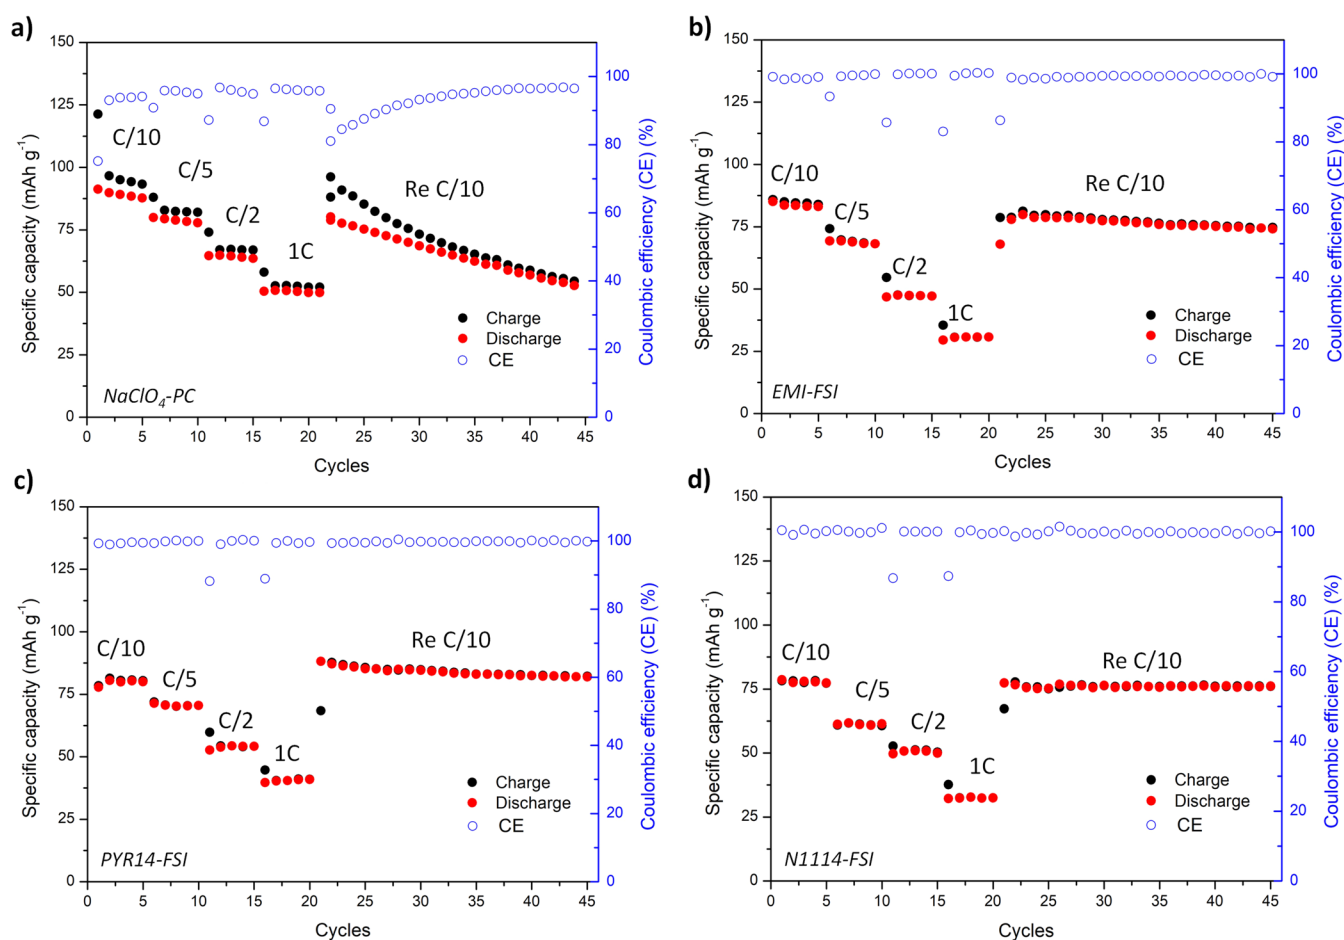 a)
150
125
100
75
50
25
0
0 5 10 15 20 25 30 35 40 45
100
80
60
40
20
0
Specific capacity (mAh g⁻¹)
Coulombic efficiency (CE) (%)
Cycles
C/10
C/5
C/2
1C
Re C/10
Charge
Discharge
CE
NaClO₄-PC
b)
150
125
100
75
50
25
0
0 5 10 15 20 25 30 35 40 45
100
80
60
40
20
0
Specific capacity (mAh g⁻¹)
Coulombic efficiency (CE) (%)
Cycles
C/10
C/5
C/2
1C
Re C/10
Charge
Discharge
CE
EMI-FSI
c)
150
125
100
75
50
25
0
0 5 10 15 20 25 30 35 40 45
100
80
60
40
20
0
Specific capacity (mAh g⁻¹)
Coulombic efficiency (CE) (%)
Cycles
C/10
C/5
C/2
1C
Re C/10
Charge
Discharge
CE
PYR14-FSI
d)
150
125
100
75
50
25
0
0 5 10 15 20 25 30 35 40 45
100
80
60
40
20
0
Specific capacity (mAh g⁻¹)
Coulombic efficiency (CE) (%)
Cycles
C/10
C/5
C/2
1C
Re C/10
Charge
Discharge
CE
N1114-FSI